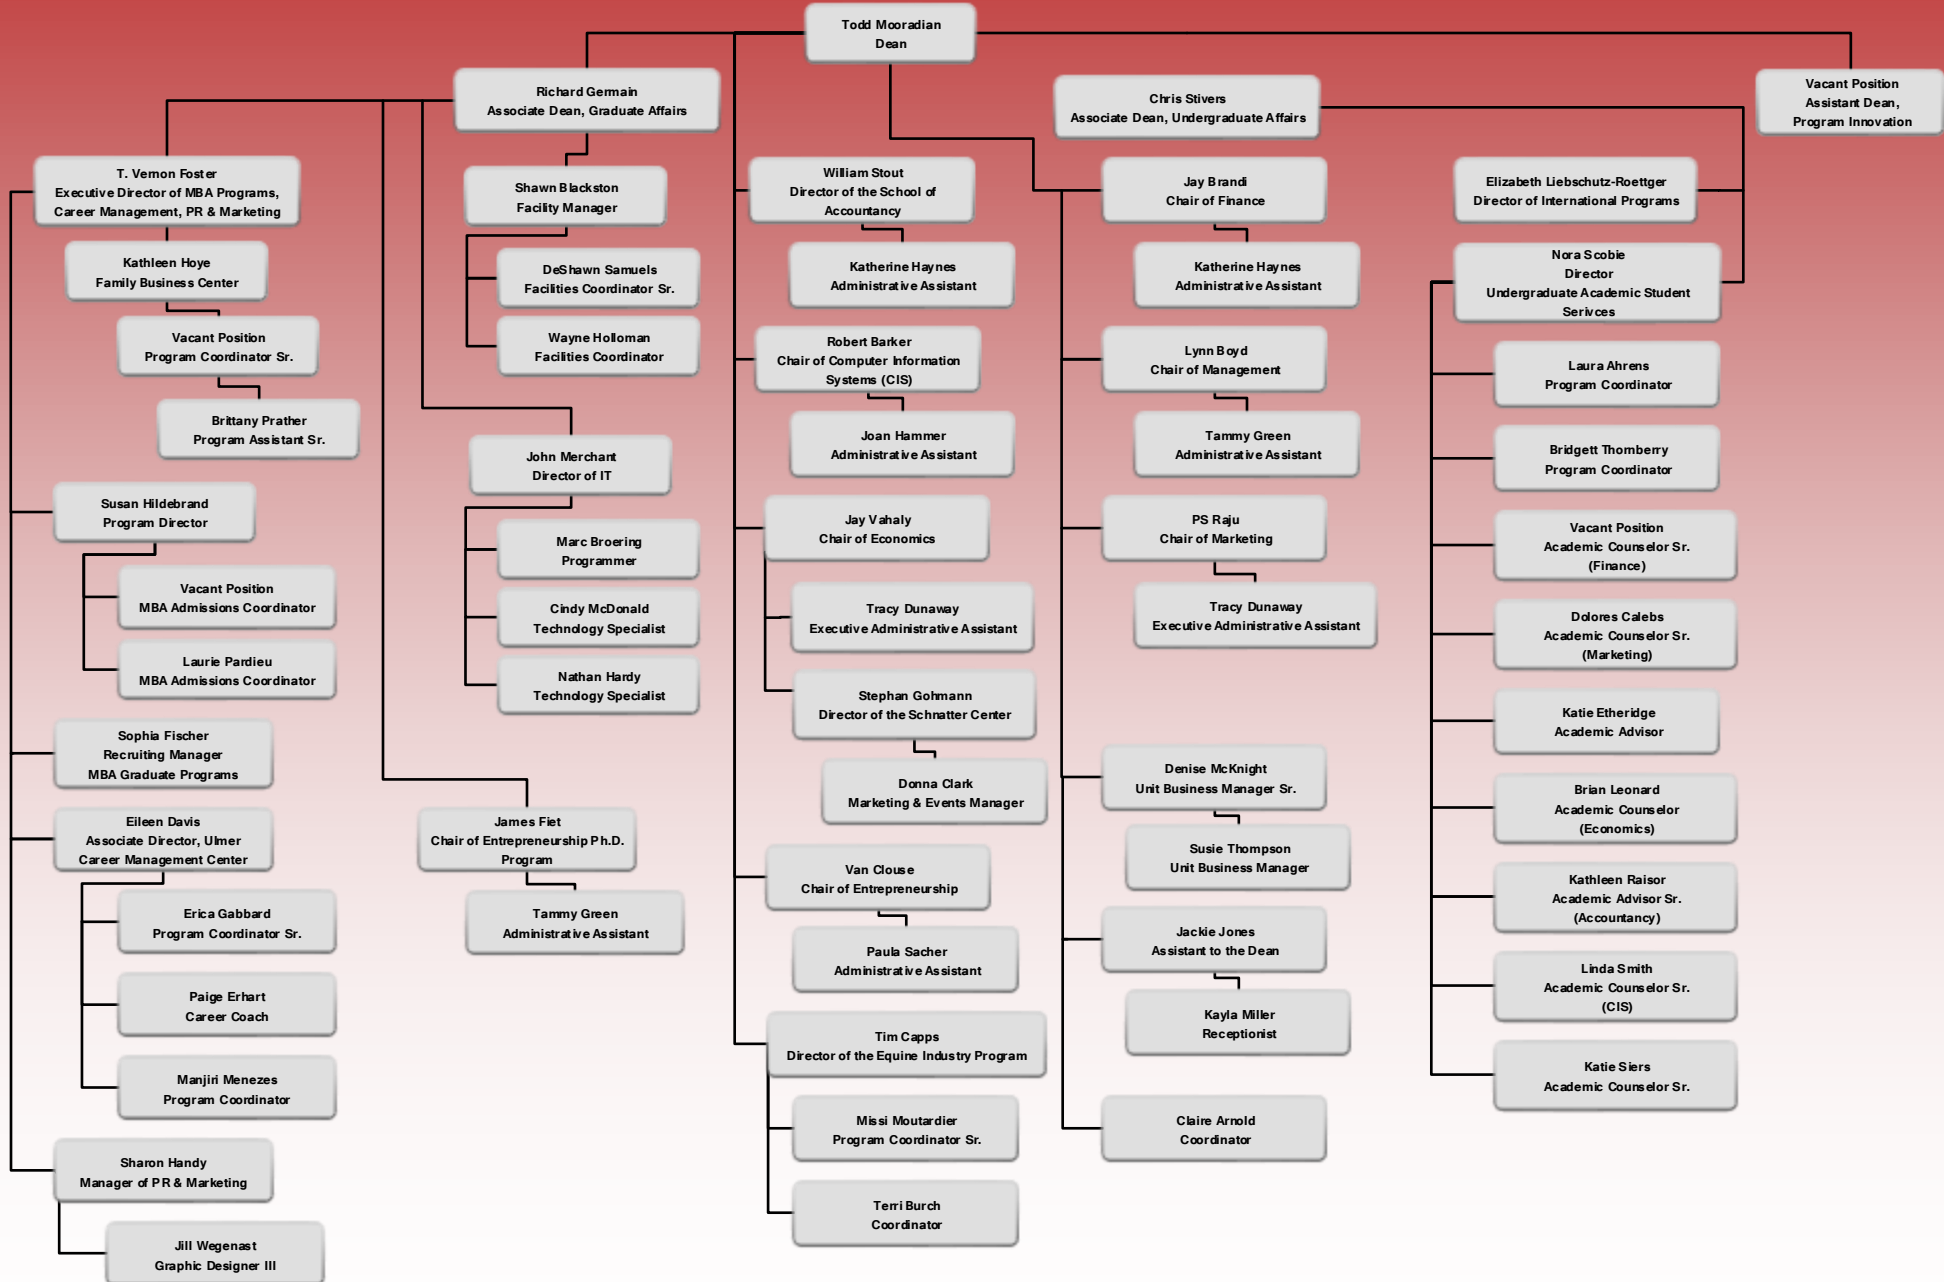 Todd Mooradian
Dean
Richard Germain
Associate Dean, Graduate Affairs
Chris Stivers
Associate Dean, Undergraduate Affairs
Vacant Position
Assistant Dean,
Program Innovation
T. Vernon Foster
Executive Director of MBA Programs,
Career Management, PR & Marketing
Kathleen Hoye
Family Business Center
Vacant Position
Program Coordinator Sr.
Brittany Prather
Program Assistant Sr.
Susan Hildebrand
Program Director
Vacant Position
MBA Admissions Coordinator
Laurie Pardieu
MBA Admissions Coordinator
Sophia Fischer
Recruiting Manager
MBA Graduate Programs
Eileen Davis
Associate Director, Ulmer
Career Management Center
Erica Gabbard
Program Coordinator Sr.
Paige Erhart
Career Coach
Manjiri Menezes
Program Coordinator
Sharon Handy
Manager of PR & Marketing
Jill Wegenast
Graphic Designer III
Shawn Blackston
Facility Manager
DeShawn Samuels
Facilities Coordinator Sr.
Wayne Holloman
Facilities Coordinator
John Merchant
Director of IT
Marc Broering
Programmer
Cindy McDonald
Technology Specialist
Nathan Hardy
Technology Specialist
James Fiet
Chair of Entrepreneurship Ph.D.
Program
Tammy Green
Administrative Assistant
William Stout
Director of the School of
Accountancy
Katherine Haynes
Administrative Assistant
Robert Barker
Chair of Computer Information
Systems (CIS)
Joan Hammer
Administrative Assistant
Jay Vahaly
Chair of Economics
Tracy Dunaway
Executive Administrative Assistant
Stephan Gohmann
Director of the Schnatter Center
Donna Clark
Marketing & Events Manager
Van Clouse
Chair of Entrepreneurship
Paula Sacher
Administrative Assistant
Tim Capps
Director of the Equine Industry Program
Missi Moutardier
Program Coordinator Sr.
Terri Burch
Coordinator
Jay Brandi
Chair of Finance
Katherine Haynes
Administrative Assistant
Lynn Boyd
Chair of Management
Tammy Green
Administrative Assistant
PS Raju
Chair of Marketing
Tracy Dunaway
Executive Administrative Assistant
Denise McKnight
Unit Business Manager Sr.
Susie Thompson
Unit Business Manager
Jackie Jones
Assistant to the Dean
Kayla Miller
Receptionist
Claire Arnold
Coordinator
Elizabeth Liebschutz-Roettger
Director of International Programs
Nora Scobie
Director
Undergraduate Academic Student
Serivces
Laura Ahrens
Program Coordinator
Bridgett Thornberry
Program Coordinator
Vacant Position
Academic Counselor Sr.
(Finance)
Dolores Calebs
Academic Counselor Sr.
(Marketing)
Katie Etheridge
Academic Advisor
Brian Leonard
Academic Counselor
(Economics)
Kathleen Raisor
Academic Advisor Sr.
(Accountancy)
Linda Smith
Academic Counselor Sr.
(CIS)
Katie Siers
Academic Counselor Sr.